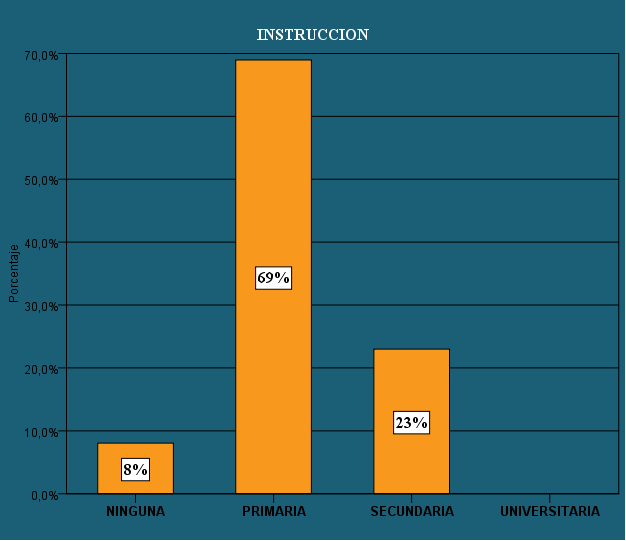 INSTRUCCION
Porcentaje
70,0%
60,0%
50,0%
40,0%
30,0%
20,0%
10,0%
0,0%
8%
69%
23%
NINGUNA
PRIMARIA
SECUNDARIA
UNIVERSITARIA